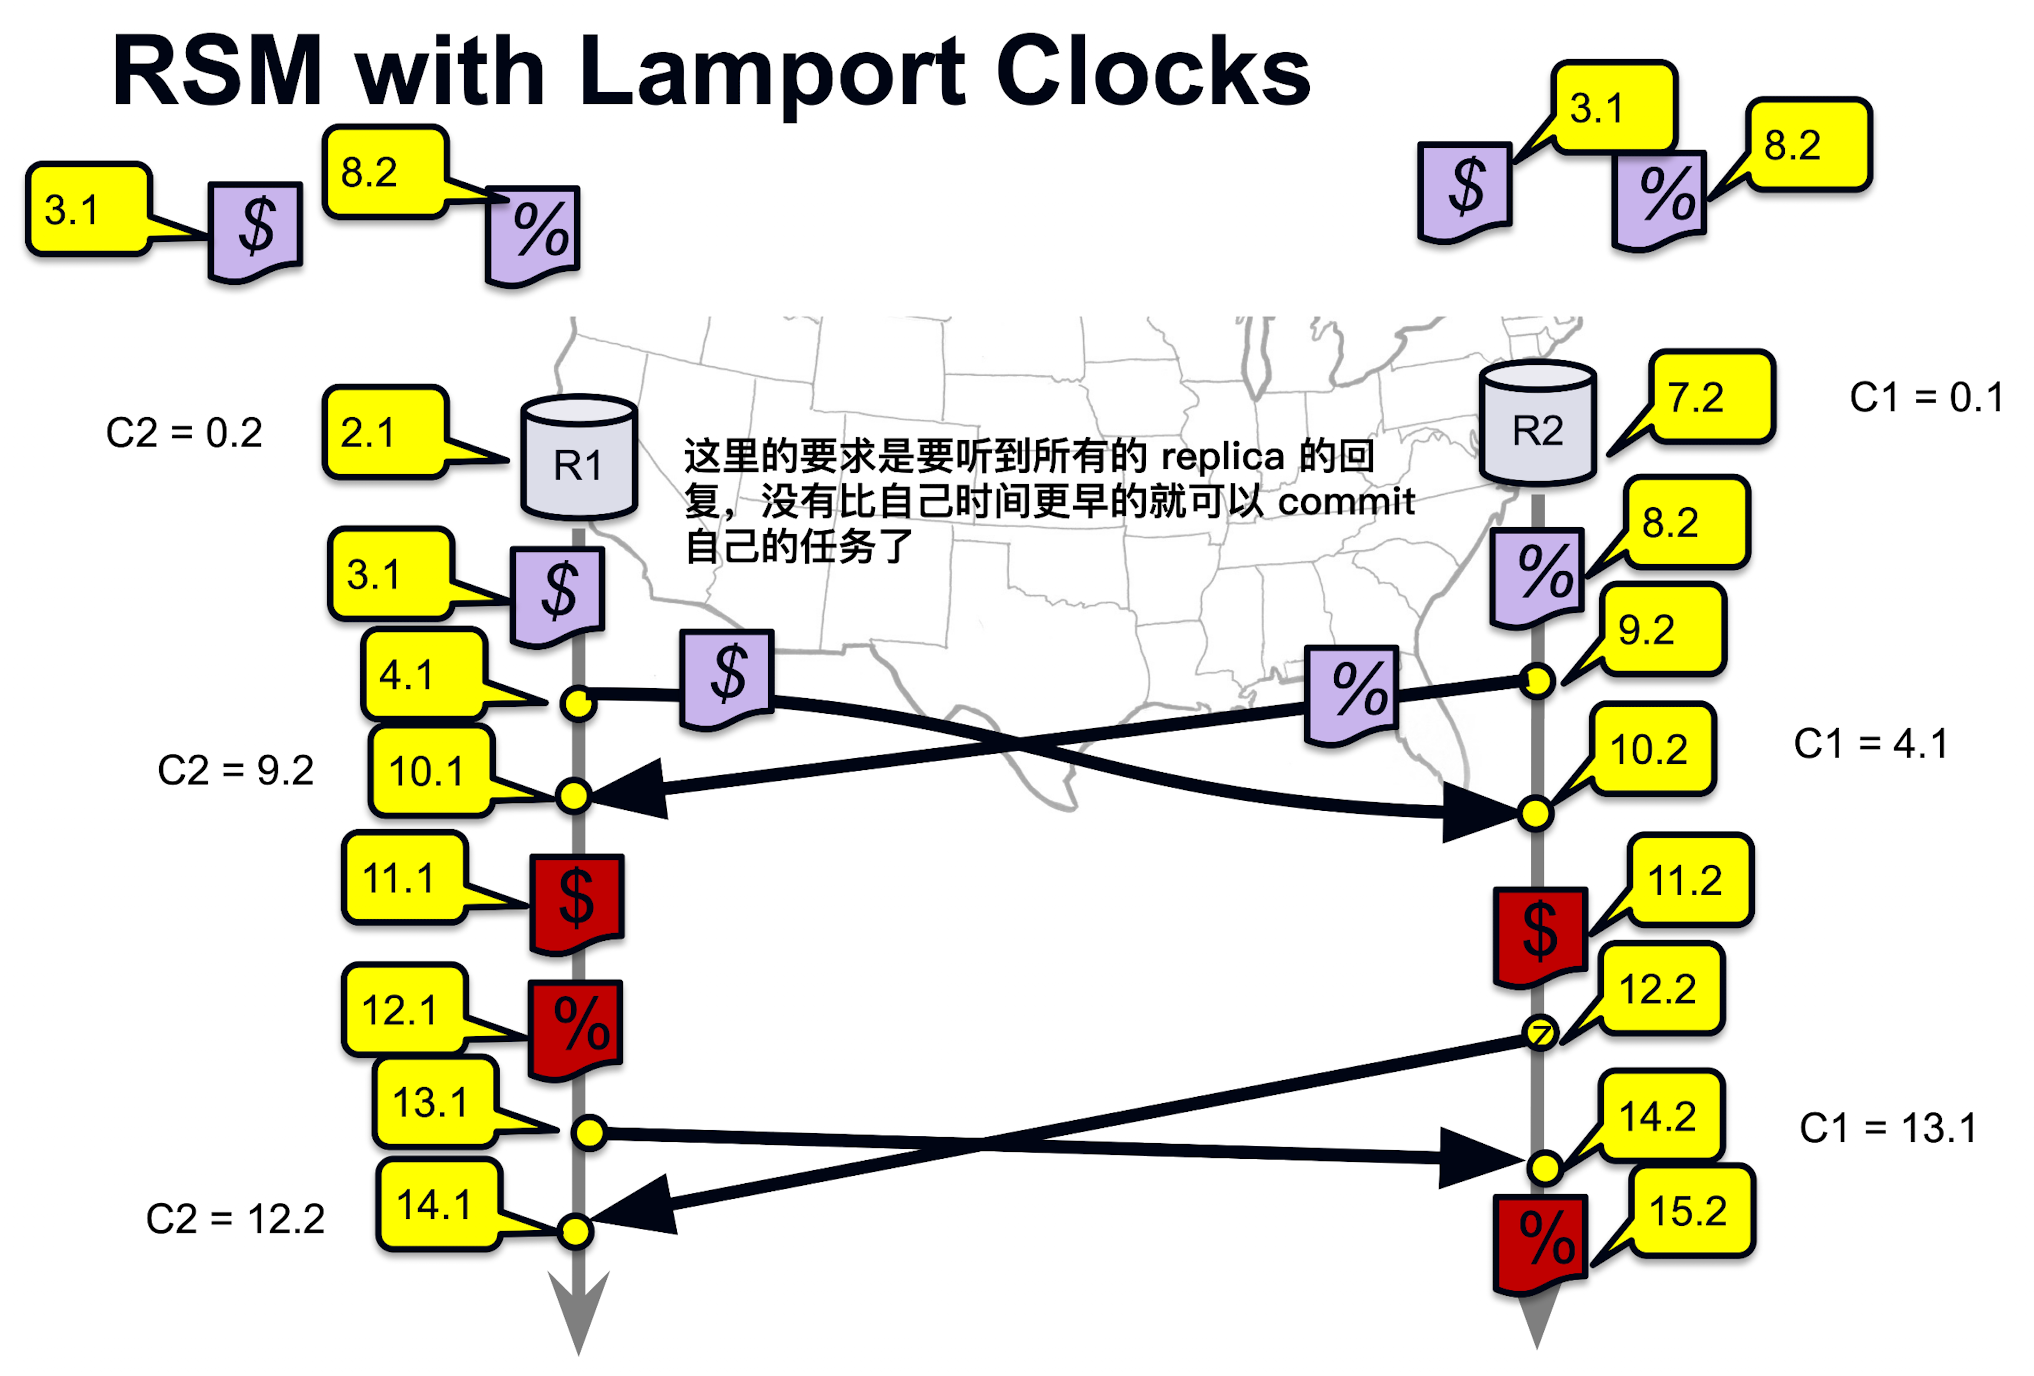 RSM with Lamport Clocks
3.1
$
8.2
%
3.1
$
8.2
%
C2 = 0.2
2.1
R1
这里的要求是要听到所有的 replica 的回
复，没有比自己时间更早的就可以 commit
自己的任务了
R2
7.2
C1 = 0.1
3.1
$
%
8.2
4.1
$
%
9.2
C2 = 9.2
10.1
10.2
C1 = 4.1
11.1
$
$
11.2
12.1
%
12.2
13.1
14.2
C1 = 13.1
C2 = 12.2
14.1
%
15.2